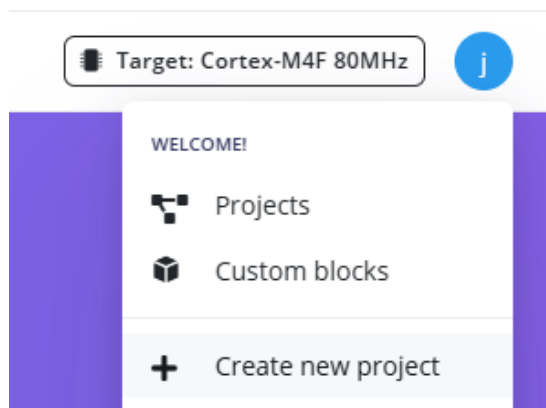 Target: Cortex-M4F 80MHz
j
WELCOME!
Projects
Custom blocks
Create new project